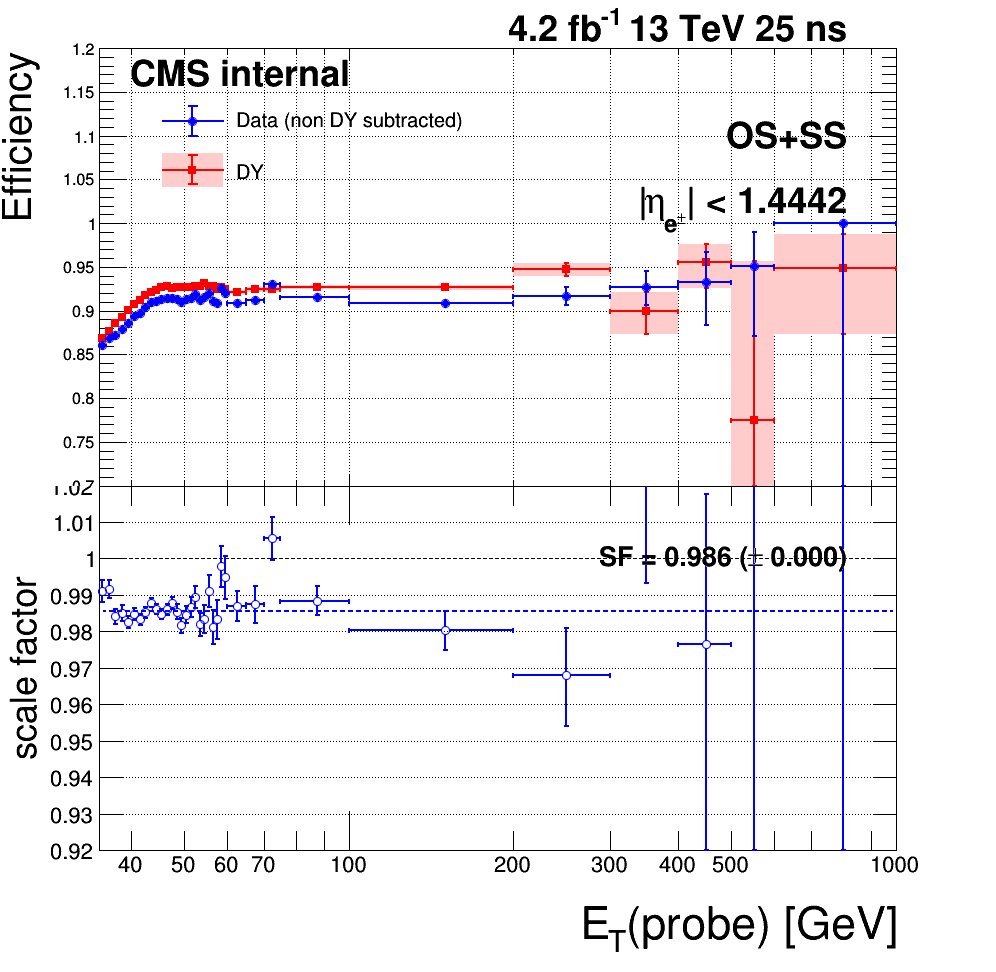 4.2 fb⁻¹ 13 TeV 25 ns
Efficiency
1.2
1.15
1.1
1.05
1
0.95
0.9
0.85
0.8
0.75
CMS internal
Data (non DY subtracted)
DY
OS+SS
|η_e±| < 1.4442
scale factor
1.02
1.01
1
0.99
0.98
0.97
0.96
0.95
0.94
0.93
0.92
SF = 0.986 (± 0.000)
40 50 60 70 100 200 300 400 500 1000
E_T(probe) [GeV]